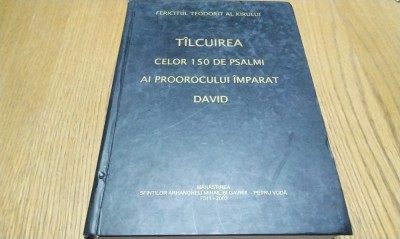 FERICITUL TEODORIT AL KIRULUI
TÎLCUIREA
CELOR 150 DE PSALMI
AI PROOROCULUI ÎMPARAT
DAVID
MĂNĂSTIREA
SFINȚILOR ARHANGHELI MIHAIL ȘI GAVRIIL - PETRU VODĂ